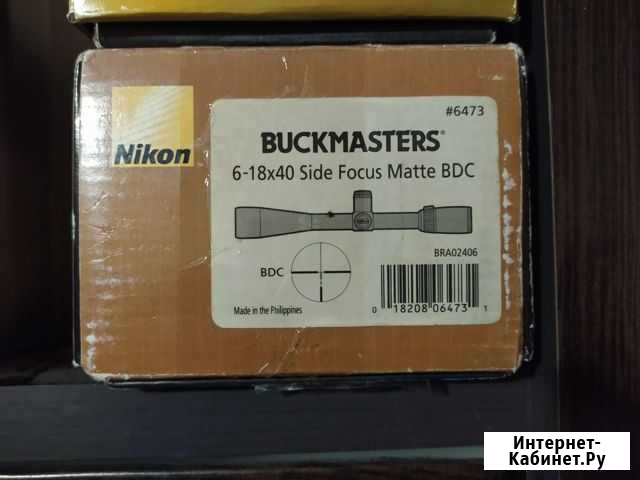 #6473
Nikon
BUCKMASTERS®
6-18x40 Side Focus Matte BDC
BRA02406
BDC
Made in the Philippines
0 18208 06473 1
Интернет-
Кабинет.Ру